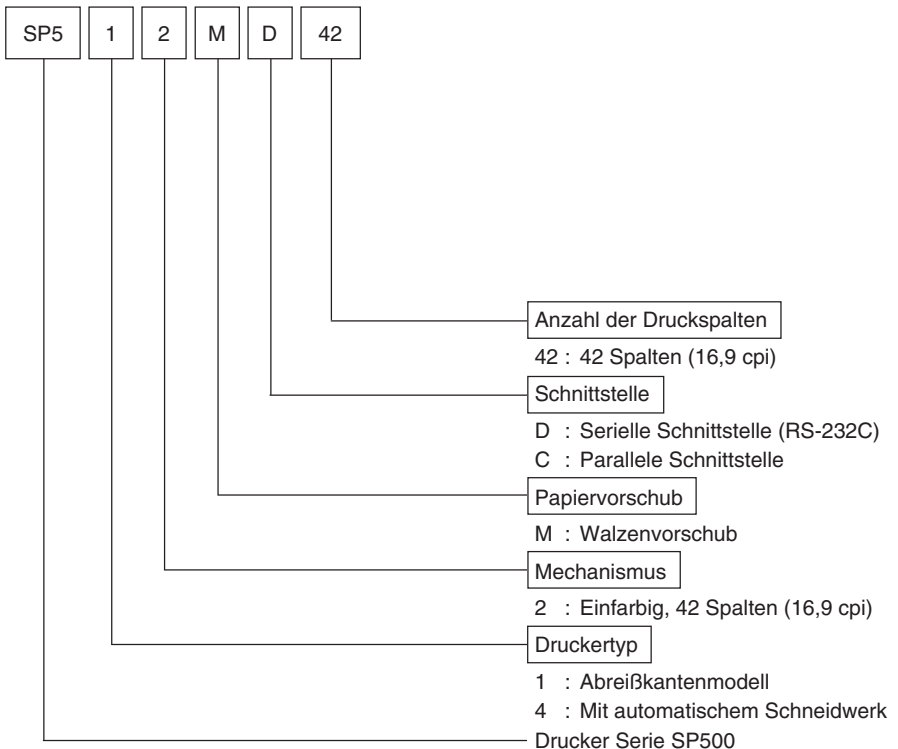 SP5 1 2 M D 42
Anzahl der Druckspalten
42 : 42 Spalten (16,9 cpi)
Schnittstelle
D : Serielle Schnittstelle (RS-232C)
C : Parallele Schnittstelle
Papiervorschub
M : Walzenvorschub
Mechanismus
2 : Einfarbig, 42 Spalten (16,9 cpi)
Druckertyp
1 : Abreißkantenmodell
4 : Mit automatischem Schneidwerk
Drucker Serie SP500